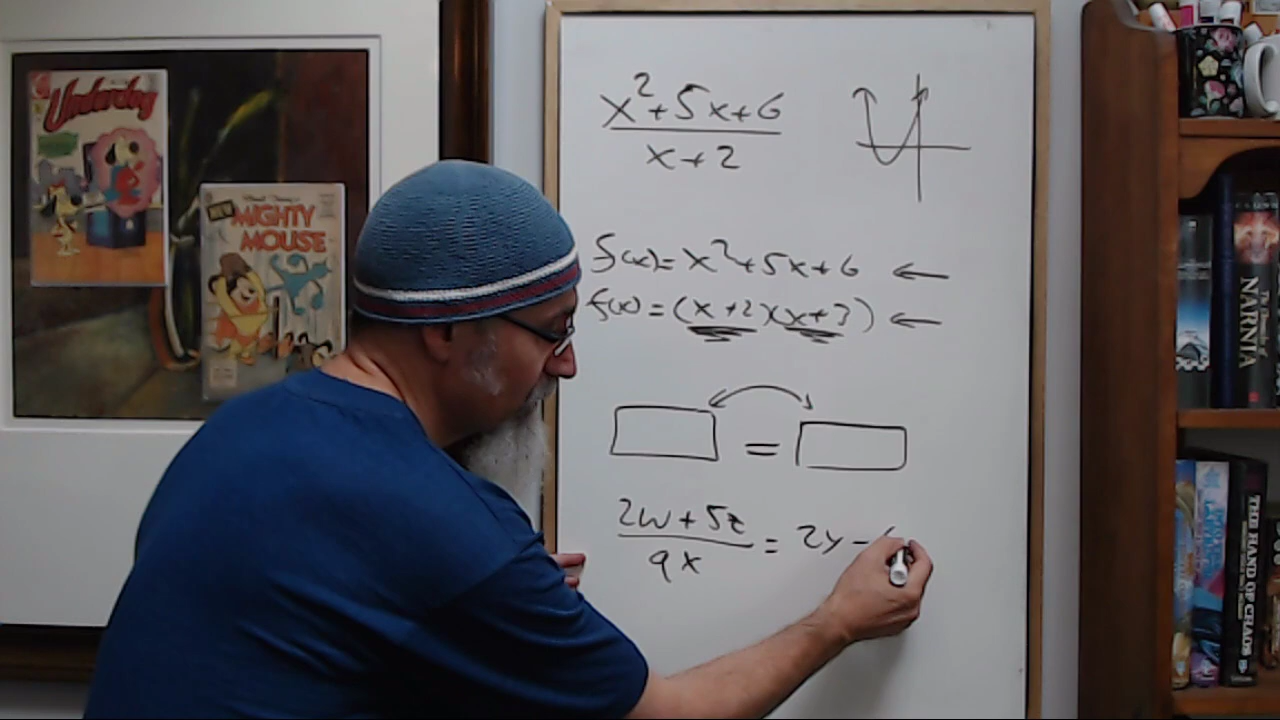 Underdog
NEW
MIGHTY
MOUSE
x²+5x+6
x+2
f(x)=x²+5x+6 ←
f(x)=(x+2)(x+3) ←
=
2w+5z
9x
= 2y-
NARNIA
THE HAND OF CHAOS